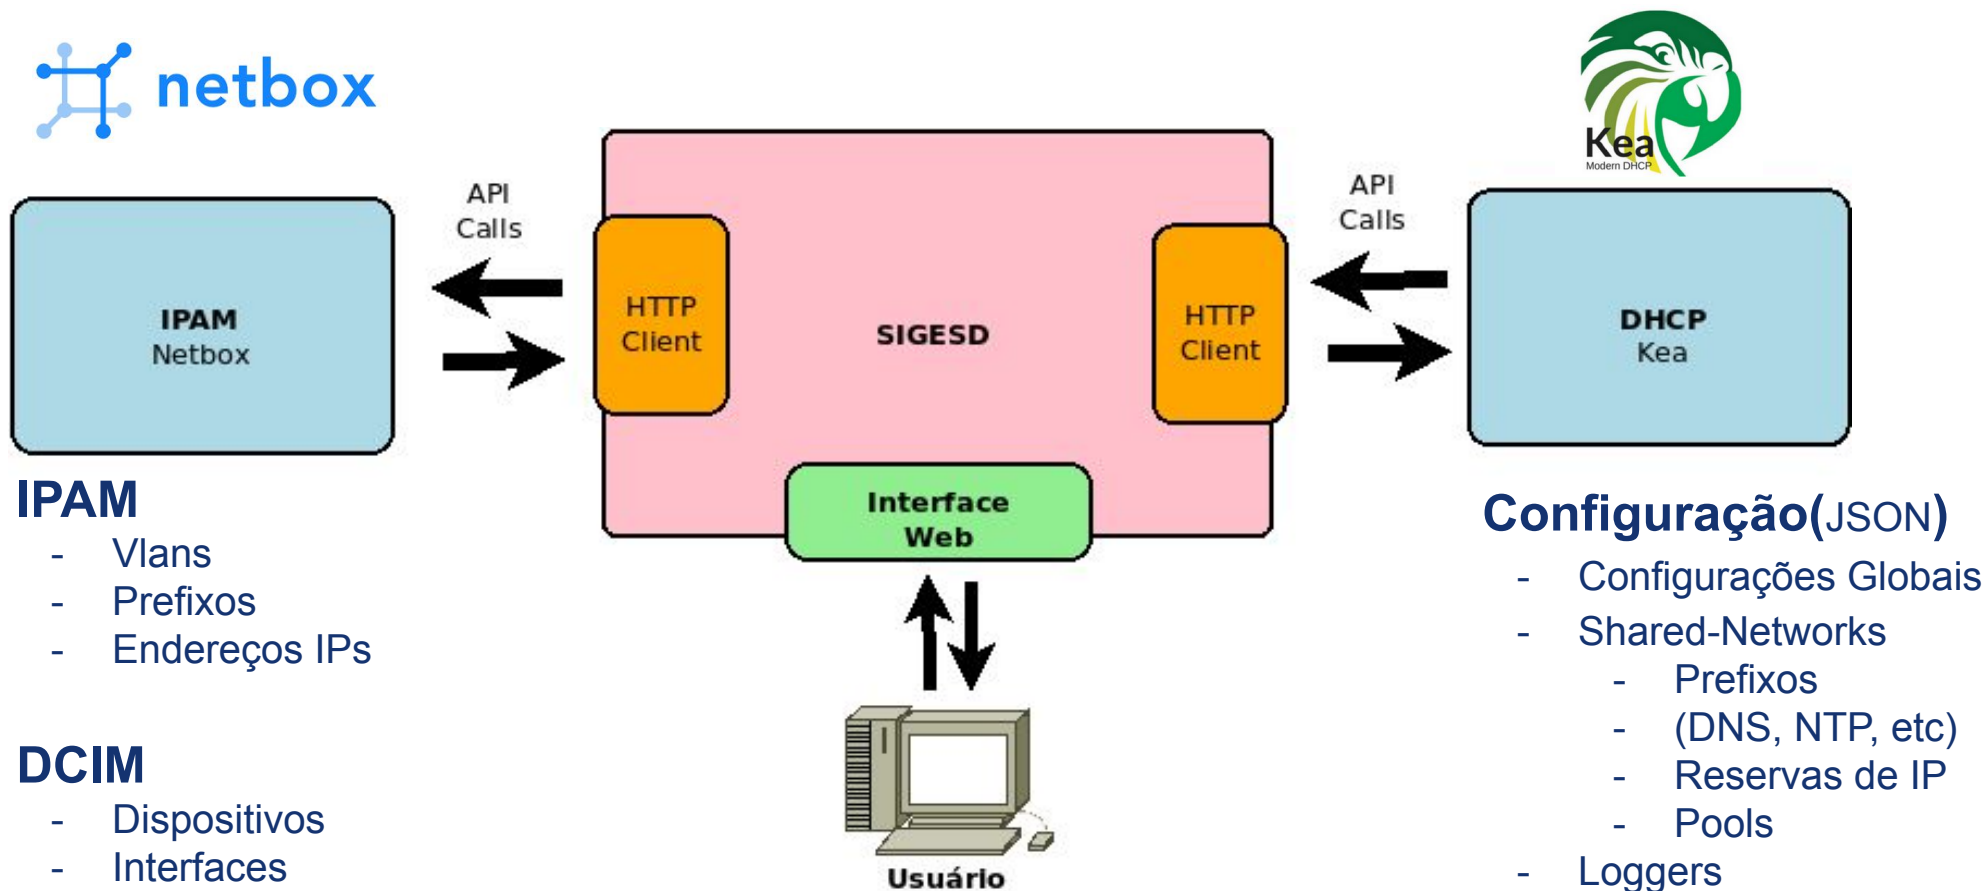 netbox
Kea
Modern DHCP
API
Calls
API
Calls
IPAM
Netbox
HTTP
Client
SIGESD
HTTP
Client
DHCP
Kea
Interface
Web
Usuário
IPAM
- Vlans
- Prefixos
- Endereços IPs
DCIM
- Dispositivos
- Interfaces
Configuração(JSON)
- Configurações Globais
- Shared-Networks
- Prefixos
- (DNS, NTP, etc)
- Reservas de IP
- Pools
- Loggers